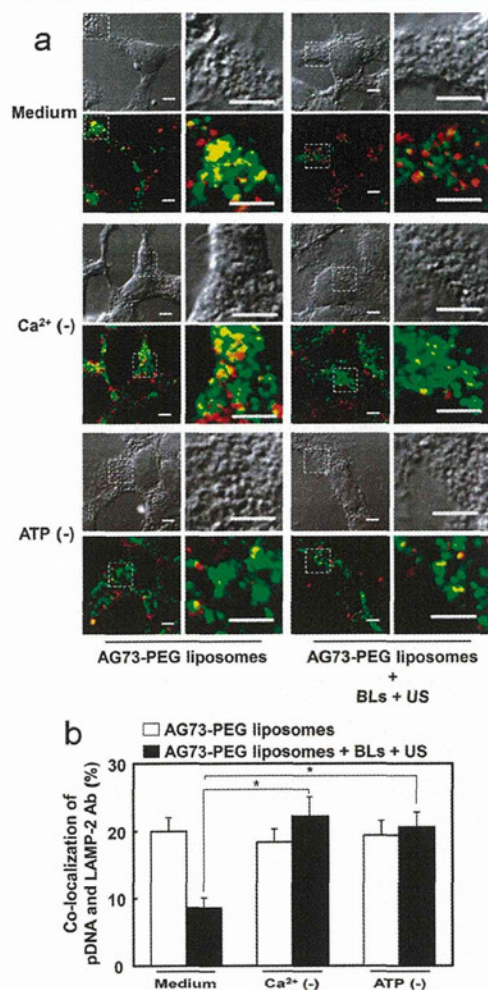 a
Medium
Ca²⁺ (-)
ATP (-)
AG73-PEG liposomes
AG73-PEG liposomes
+
BLs + US
b
AG73-PEG liposomes
AG73-PEG liposomes + BLs + US
Co-localization of
pDNA and LAMP-2 Ab (%)
30
20
10
0
*
*
Medium
Ca²⁺ (-)
ATP (-)